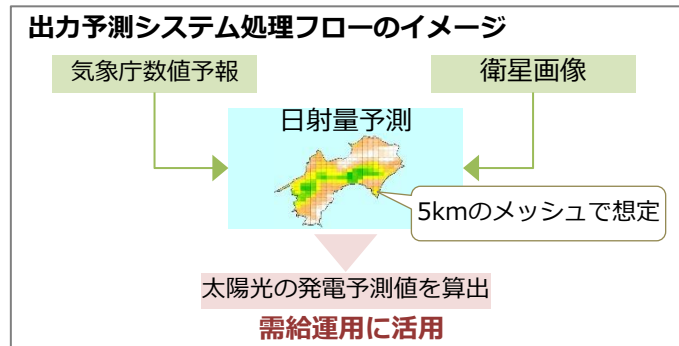 出力予測システム処理フローのイメージ
気象庁数値予報
衛星画像
日射量予測
5kmのメッシュで想定
太陽光の発電予測値を算出
需給運用に活用